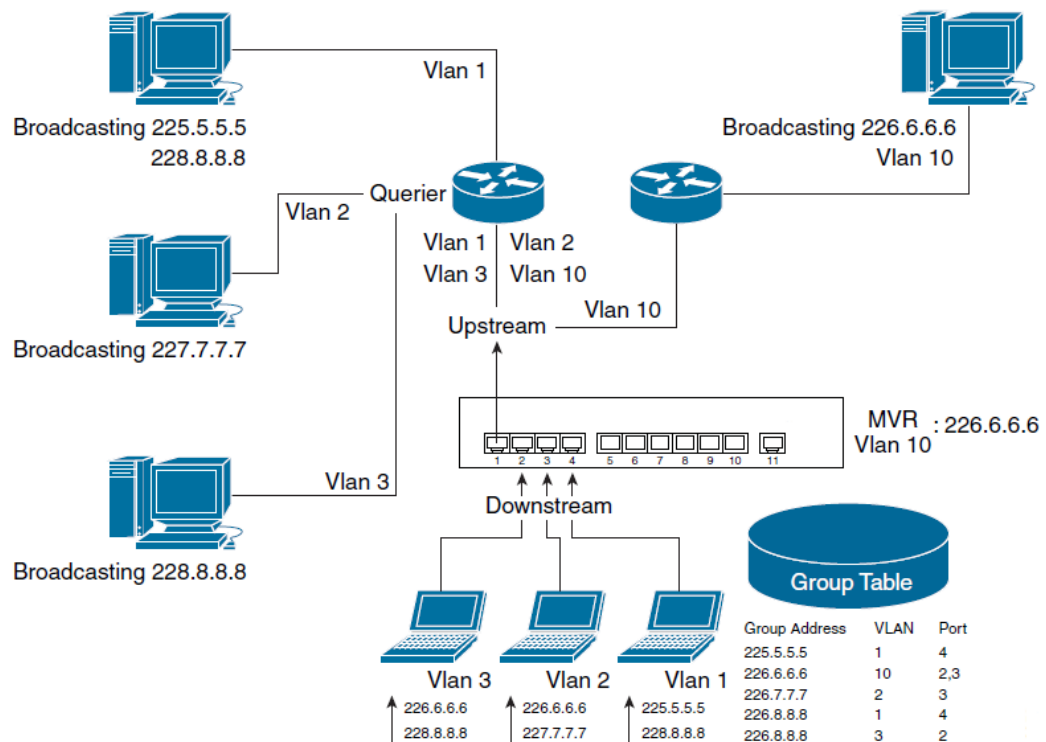 Vlan 1
Broadcasting 225.5.5.5
228.8.8.8
Broadcasting 226.6.6.6
Vlan 10
Querier
Vlan 2
Vlan 1 Vlan 2
Vlan 3 Vlan 10
Vlan 10
Upstream
Broadcasting 227.7.7.7
MVR : 226.6.6.6
Vlan 10
1 2 3 4 5 6 7 8 9 10 11
Vlan 3
Downstream
Broadcasting 228.8.8.8
Group Table
Group Address VLAN Port
225.5.5.5 1 4
226.6.6.6 10 2,3
226.7.7.7 2 3
226.8.8.8 1 4
226.8.8.8 3 2
Vlan 3
226.6.6.6
228.8.8.8
Vlan 2
226.6.6.6
227.7.7.7
Vlan 1
225.5.5.5
228.8.8.8